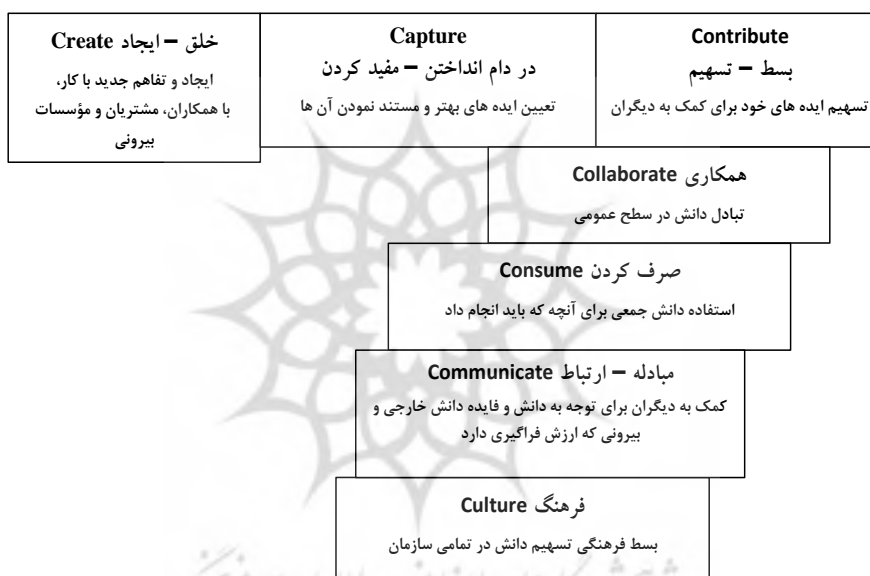 Contribute
بسط – تسهیم
تسهیم ایده های خود برای کمک به دیگران
Capture
در دام انداختن – مفید کردن
تعیین ایده های بهتر و مستند نمودن آن ها
خلق – ایجاد Create
ایجاد و تفاهم جدید با کار،
با همکاران، مشتریان و مؤسسات
بیرونی
همکاری Collaborate
تبادل دانش در سطح عمومی
صرف کردن Consume
استفاده دانش جمعی برای آنچه که باید انجام داد
مبادله – ارتباط Communicate
کمک به دیگران برای توجه به دانش و فایده دانش خارجی و
بیرونی که ارزش فراگیری دارد
فرهنگ Culture
بسط فرهنگی تسهیم دانش در تمامی سازمان